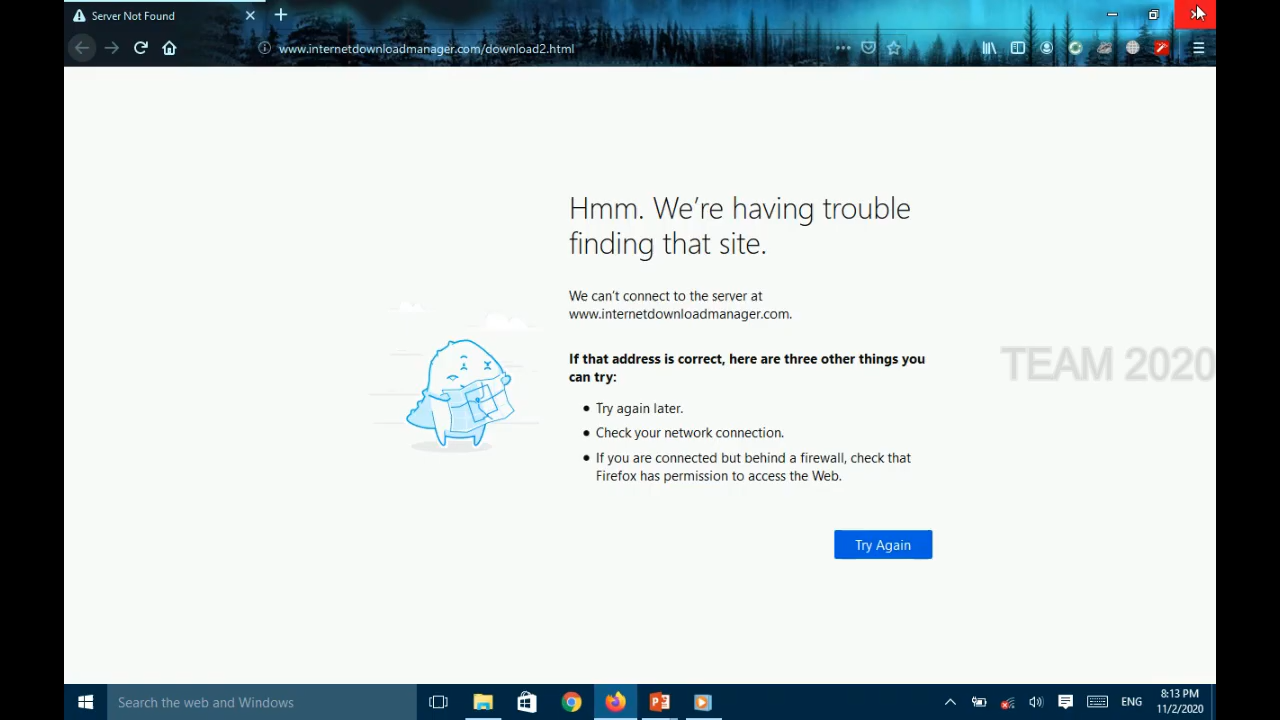 Server Not Found
www.internetdownloadmanager.com/download2.html
Hmm. We're having trouble
finding that site.
We can't connect to the server at
www.internetdownloadmanager.com.
If that address is correct, here are three other things you
can try:
Try again later.
Check your network connection.
If you are connected but behind a firewall, check that
Firefox has permission to access the Web.
TEAM 2020
Try Again
Search the web and Windows
ENG
8:13 PM
11/2/2020